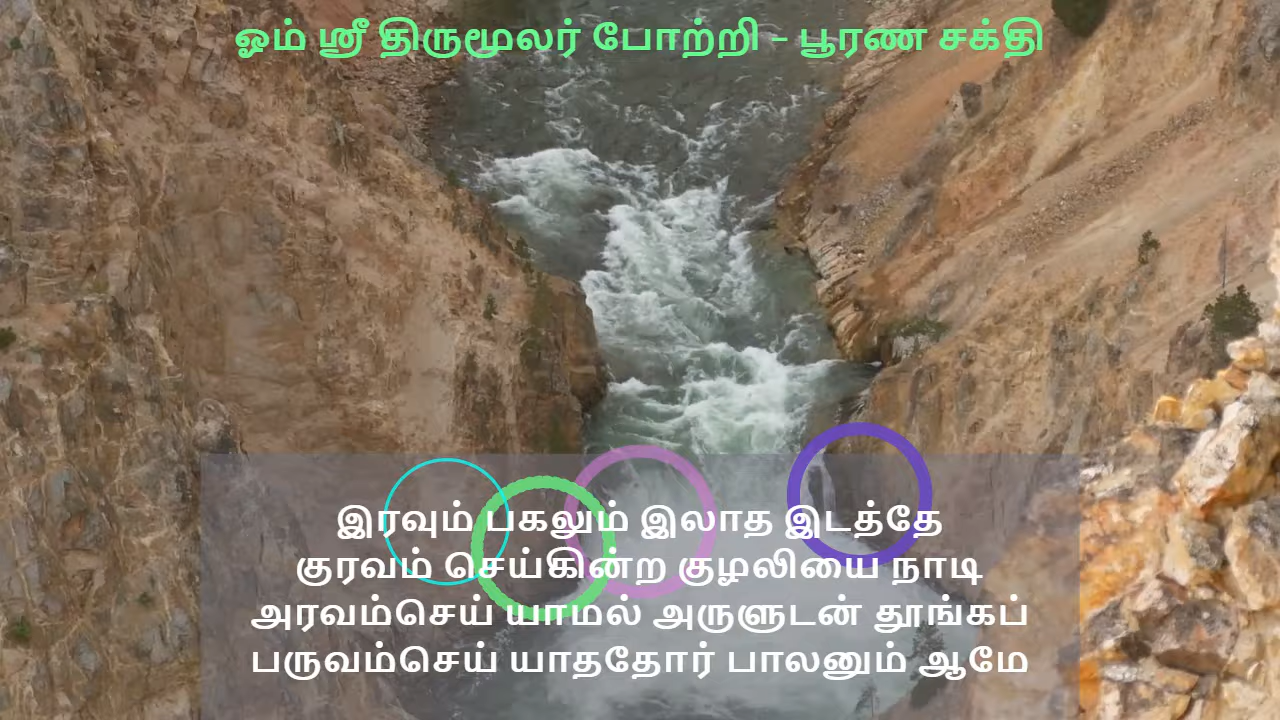 ஓம் ஸ்ரீ திருமூலர் போற்றி – பூரண சக்தி
இரவும் பகலும் இலாத இடத்தே
குரவம் செய்கின்ற குழலியை நாடி
அரவம்செய் யாமல் அருளுடன் தூங்கப்
பருவம்செய் யாததோர் பாலனும் ஆமே